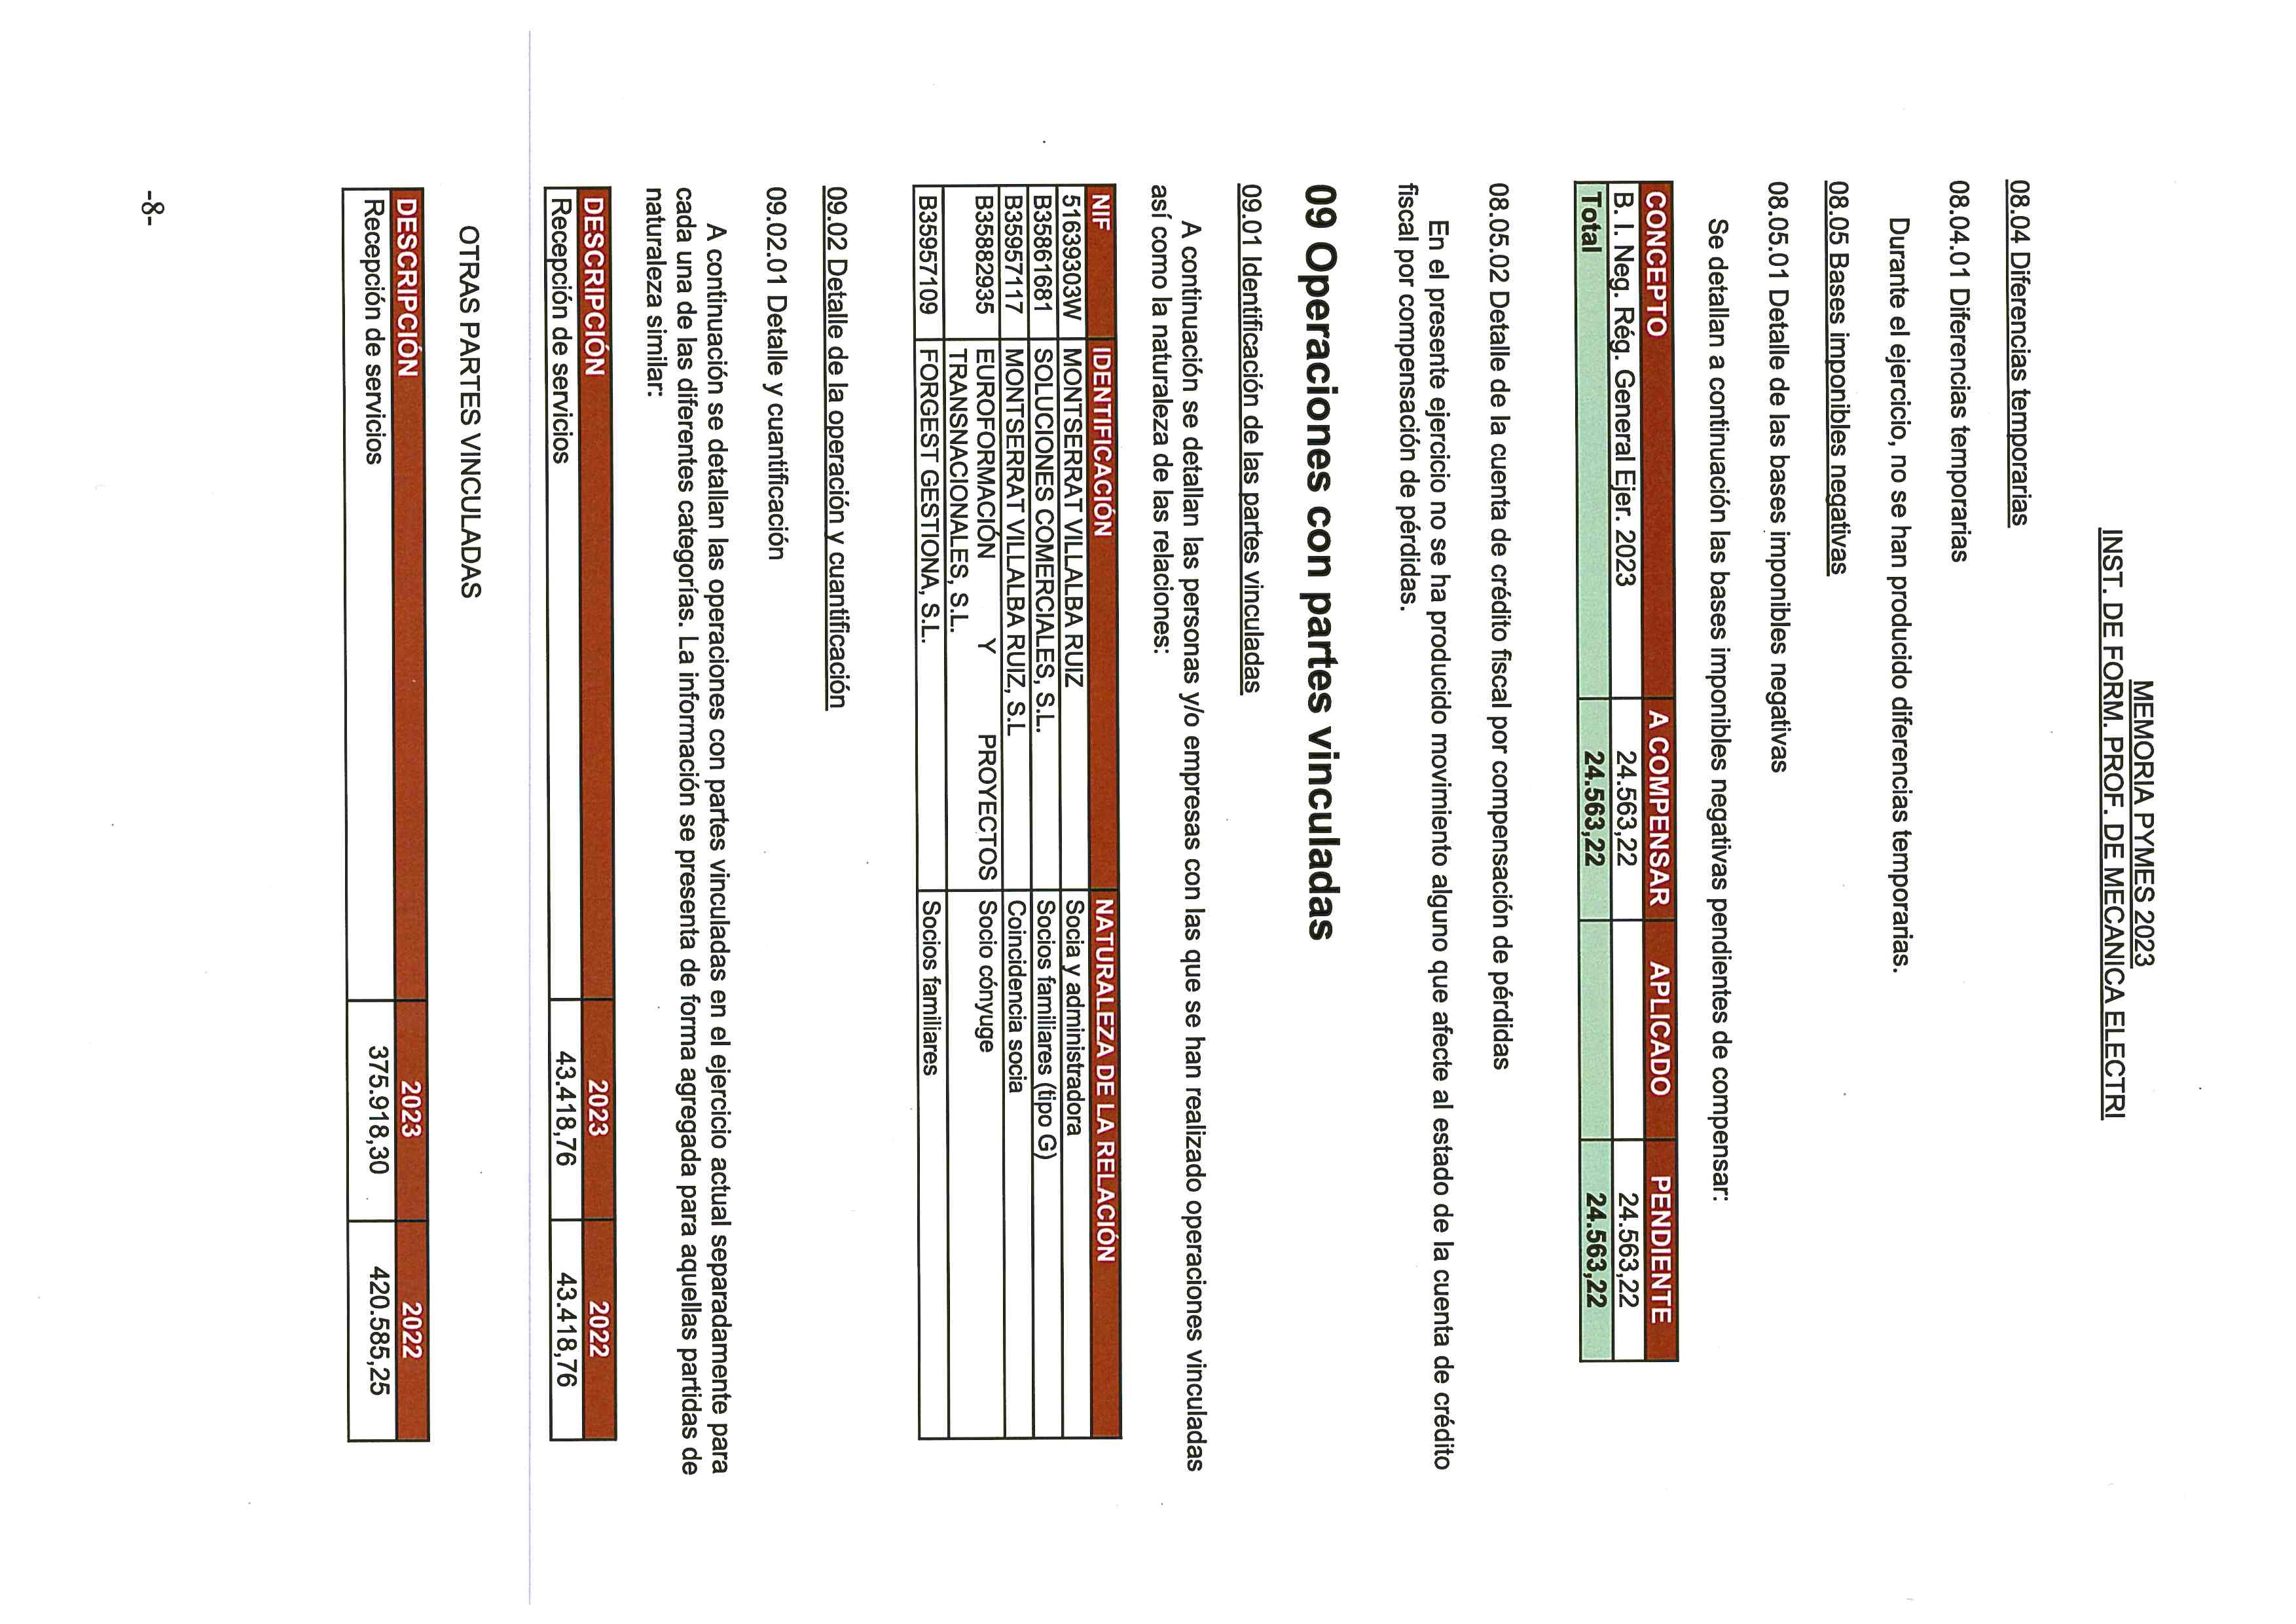 MEMORIA PYMES 2023
INST. DE FORM. PROF. DE MECANICA ELECTRI
08.04 Diferencias temporarias
08.04.01 Diferencias temporarias
Durante el ejercicio, no se han producido diferencias temporarias.
08.05 Bases imponibles negativas
08.05.01 Detalle de las bases imponibles negativas
Se detallan a continuación las bases imponibles negativas pendientes de compensar:
CONCEPTO A COMPENSAR APLICADO PENDIENTE
B. I. Neg. Rég. General Ejer. 2023 24.563,22 24.563,22
Total 24.563,22 24.563,22
08.05.02 Detalle de la cuenta de crédito fiscal por compensación de pérdidas
En el presente ejercicio no se ha producido movimiento alguno que afecte al estado de la cuenta de crédito
fiscal por compensación de pérdidas.
09 Operaciones con partes vinculadas
09.01 Identificación de las partes vinculadas
A continuación se detallan las personas y/o empresas con las que se han realizado operaciones vinculadas
así como la naturaleza de las relaciones:
NIF IDENTIFICACIÓN NATURALEZA DE LA RELACIÓN
51639303W MONTSERRAT VILLALBA RUIZ Socia y administradora
B35861681 SOLUCIONES COMERCIALES, S.L. Socios familiares (tipo G)
B35957117 MONTSERRAT VILLALBA RUIZ, S.L Coincidencia socia
B35882935 EUROFORMACIÓN Y PROYECTOS Socio cónyuge
TRANSNACIONALES, S.L.
B35957109 FORGEST GESTIONA, S.L. Socios familiares
09.02 Detalle de la operación y cuantificación
09.02.01 Detalle y cuantificación
A continuación se detallan las operaciones con partes vinculadas en el ejercicio actual separadamente para
cada una de las diferentes categorías. La información se presenta de forma agregada para aquellas partidas de
naturaleza similar:
DESCRIPCIÓN 2023 2022
Recepción de servicios 43.418,76 43.418,76
OTRAS PARTES VINCULADAS
DESCRIPCIÓN 2023 2022
Recepción de servicios 375.918,30 420.585,25
-8-